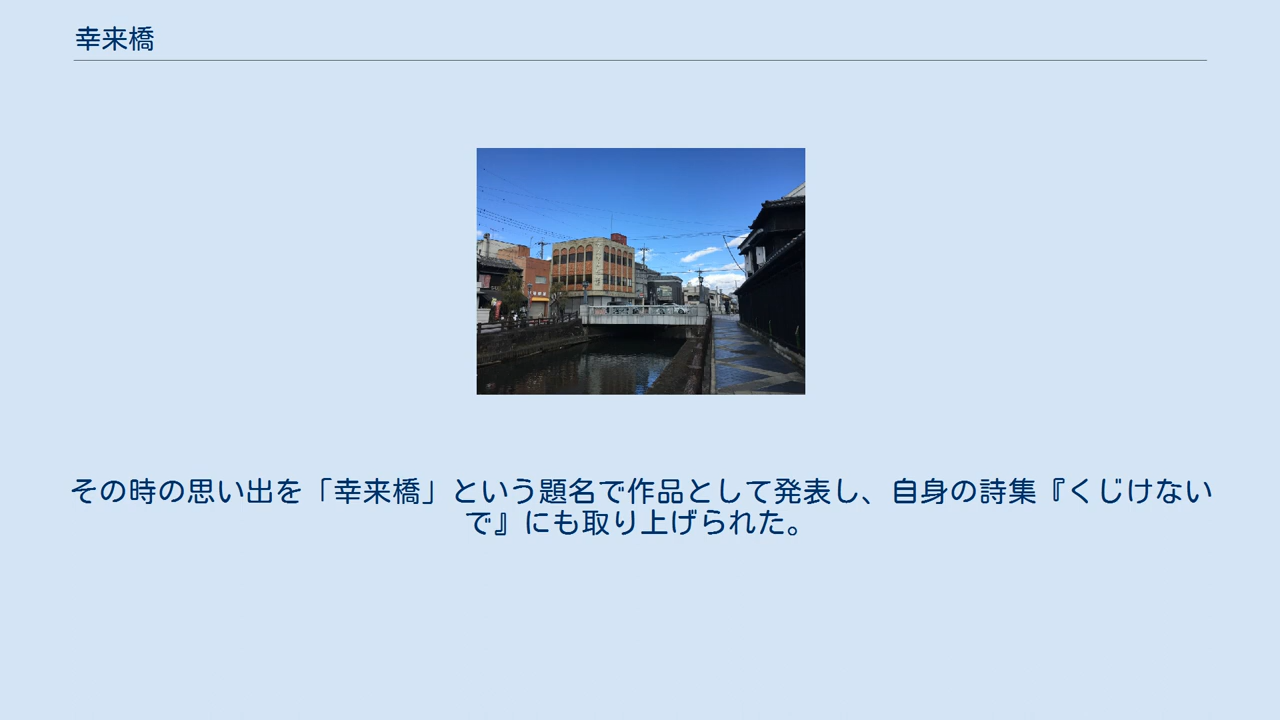 幸来橋
その時の思い出を「幸来橋」という題名で作品として発表し、自身の詩集『くじけない
で』にも取り上げられた。